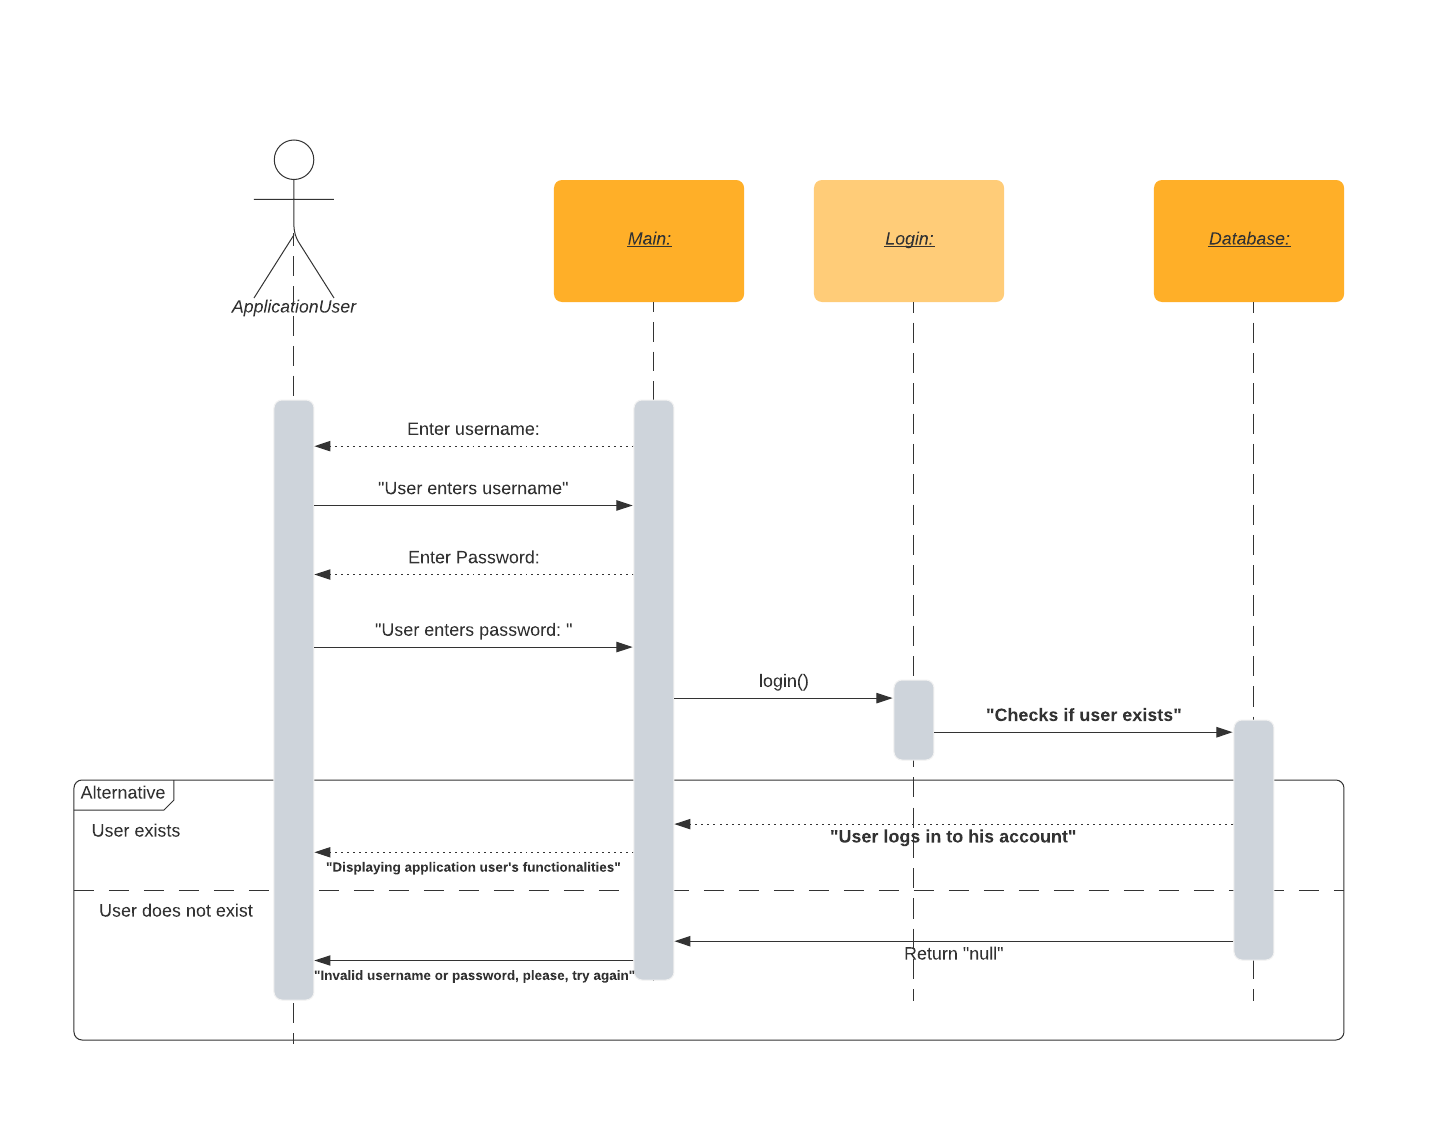 ApplicationUser
Main:
Login:
Database:
Enter username:
"User enters username"
Enter Password:
"User enters password: "
login()
"Checks if user exists"
Alternative
User exists
"User logs in to his account"
"Displaying application user's functionalities"
User does not exist
Return "null"
"Invalid username or password, please, try again"